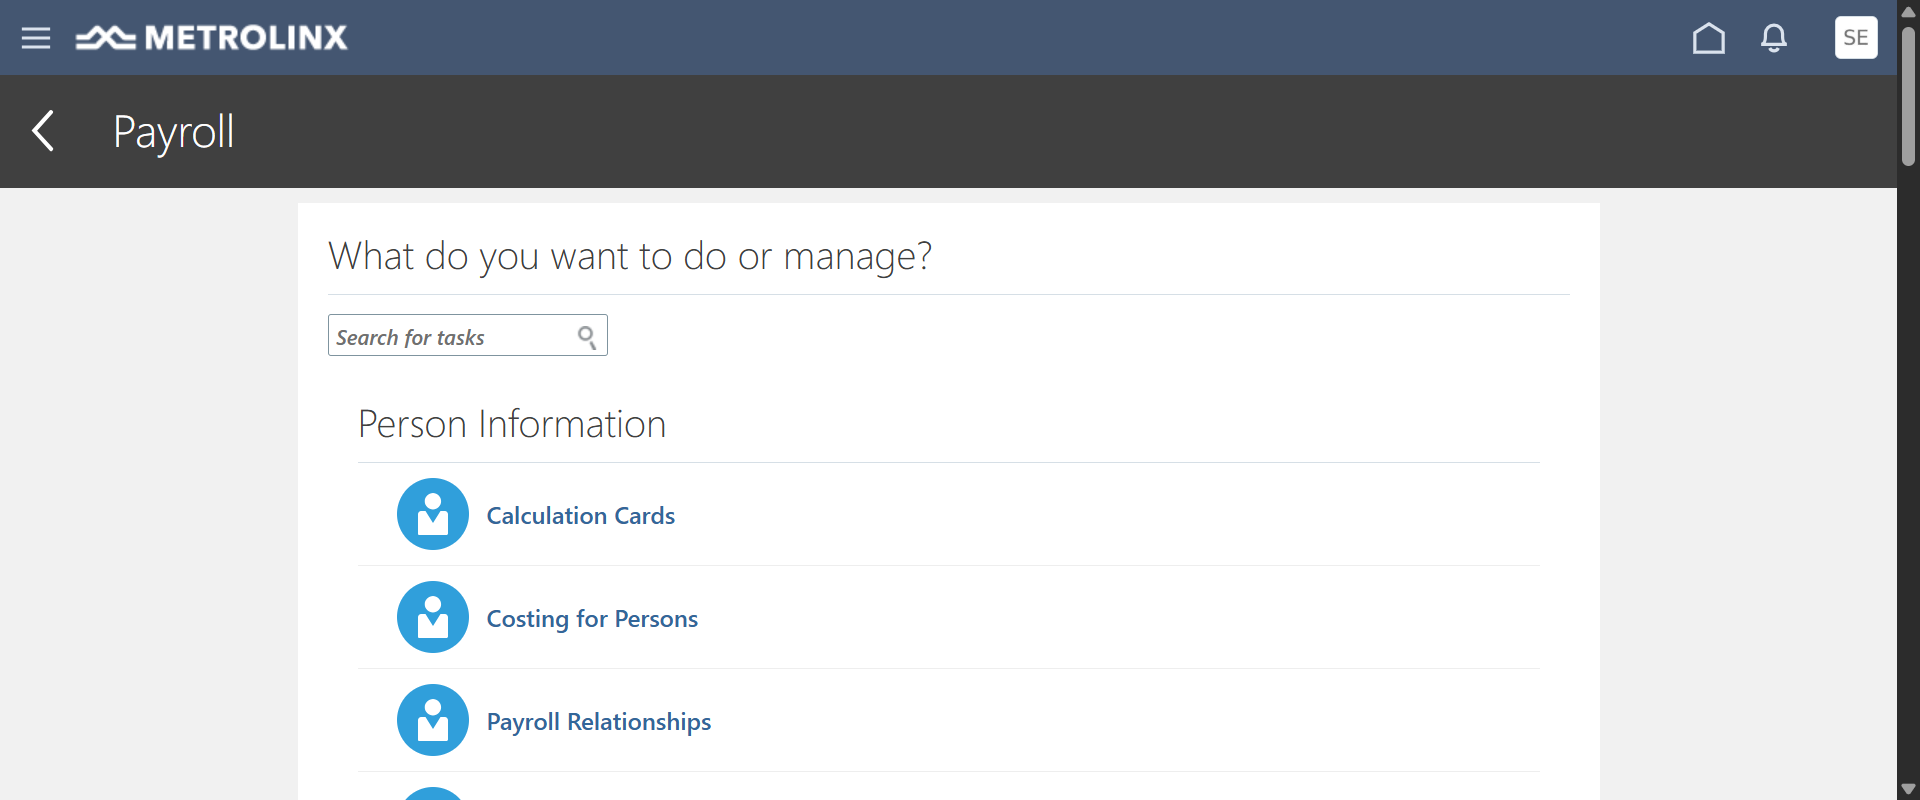 METROLINX
SE
Payroll
What do you want to do or manage?
Search for tasks
Person Information
Calculation Cards
Costing for Persons
Payroll Relationships